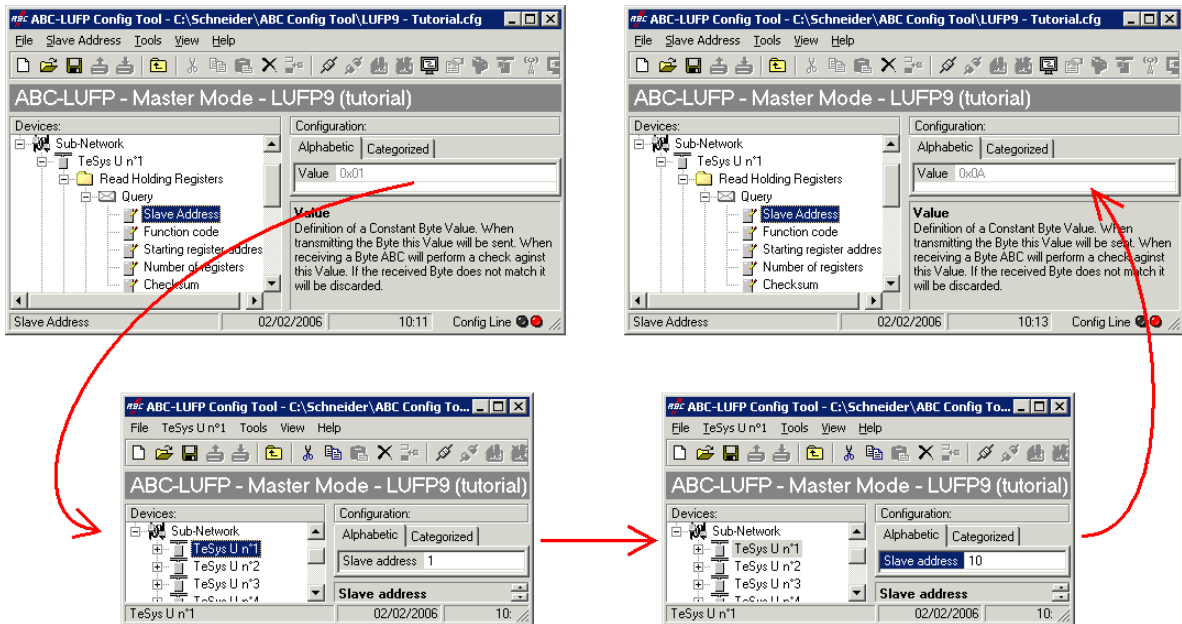 ABC-LUFP Config Tool - C:\Schneider\ABC Config Tool\LUFP9 - Tutorial.cfg
File Slave Address Tools View Help
ABC-LUFP - Master Mode - LUFP9 (tutorial)
Devices:
Sub-Network
TeSys U n°1
Read Holding Registers
Query
Slave Address
Function code
Starting register addres
Number of registers
Checksum
Configuration:
Alphabetic Categorized
Value 0x01
Value
Definition of a Constant Byte Value. When
transmitting the Byte this Value will be sent. When
receiving a Byte ABC will perform a check aginst
this Value. If the received Byte does not match it
will be discarded.
Slave Address 02/02/2006 10:11 Config Line
ABC-LUFP Config Tool - C:\Schneider\ABC Config Tool\LUFP9 - Tutorial.cfg
File Slave Address Tools View Help
ABC-LUFP - Master Mode - LUFP9 (tutorial)
Devices:
Sub-Network
TeSys U n°1
Read Holding Registers
Query
Slave Address
Function code
Starting register addres
Number of registers
Checksum
Configuration:
Alphabetic Categorized
Value 0x0A
Value
Definition of a Constant Byte Value. When
transmitting the Byte this Value will be sent. When
receiving a Byte ABC will perform a check aginst
this Value. If the received Byte does not match it
will be discarded.
Slave Address 02/02/2006 10:13 Config Line
ABC-LUFP Config Tool - C:\Schneider\ABC Config To...
File TeSys U n°1 Tools View Help
ABC-LUFP - Master Mode - LUFP9 (tutorial)
Devices:
Sub-Network
TeSys U n°1
TeSys U n°2
TeSys U n°3
TeSys U n°4
Configuration:
Alphabetic Categorized
Slave address 1
Slave address
TeSys U n°1 02/02/2006 10:
ABC-LUFP Config Tool - C:\Schneider\ABC Config To...
File TeSys U n°1 Tools View Help
ABC-LUFP - Master Mode - LUFP9 (tutorial)
Devices:
Sub-Network
TeSys U n°1
TeSys U n°2
TeSys U n°3
TeSys U n°4
Configuration:
Alphabetic Categorized
Slave address 10
Slave address
TeSys U n°1 02/02/2006 10: